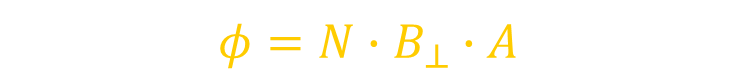 ϕ = N · B⊥ · A